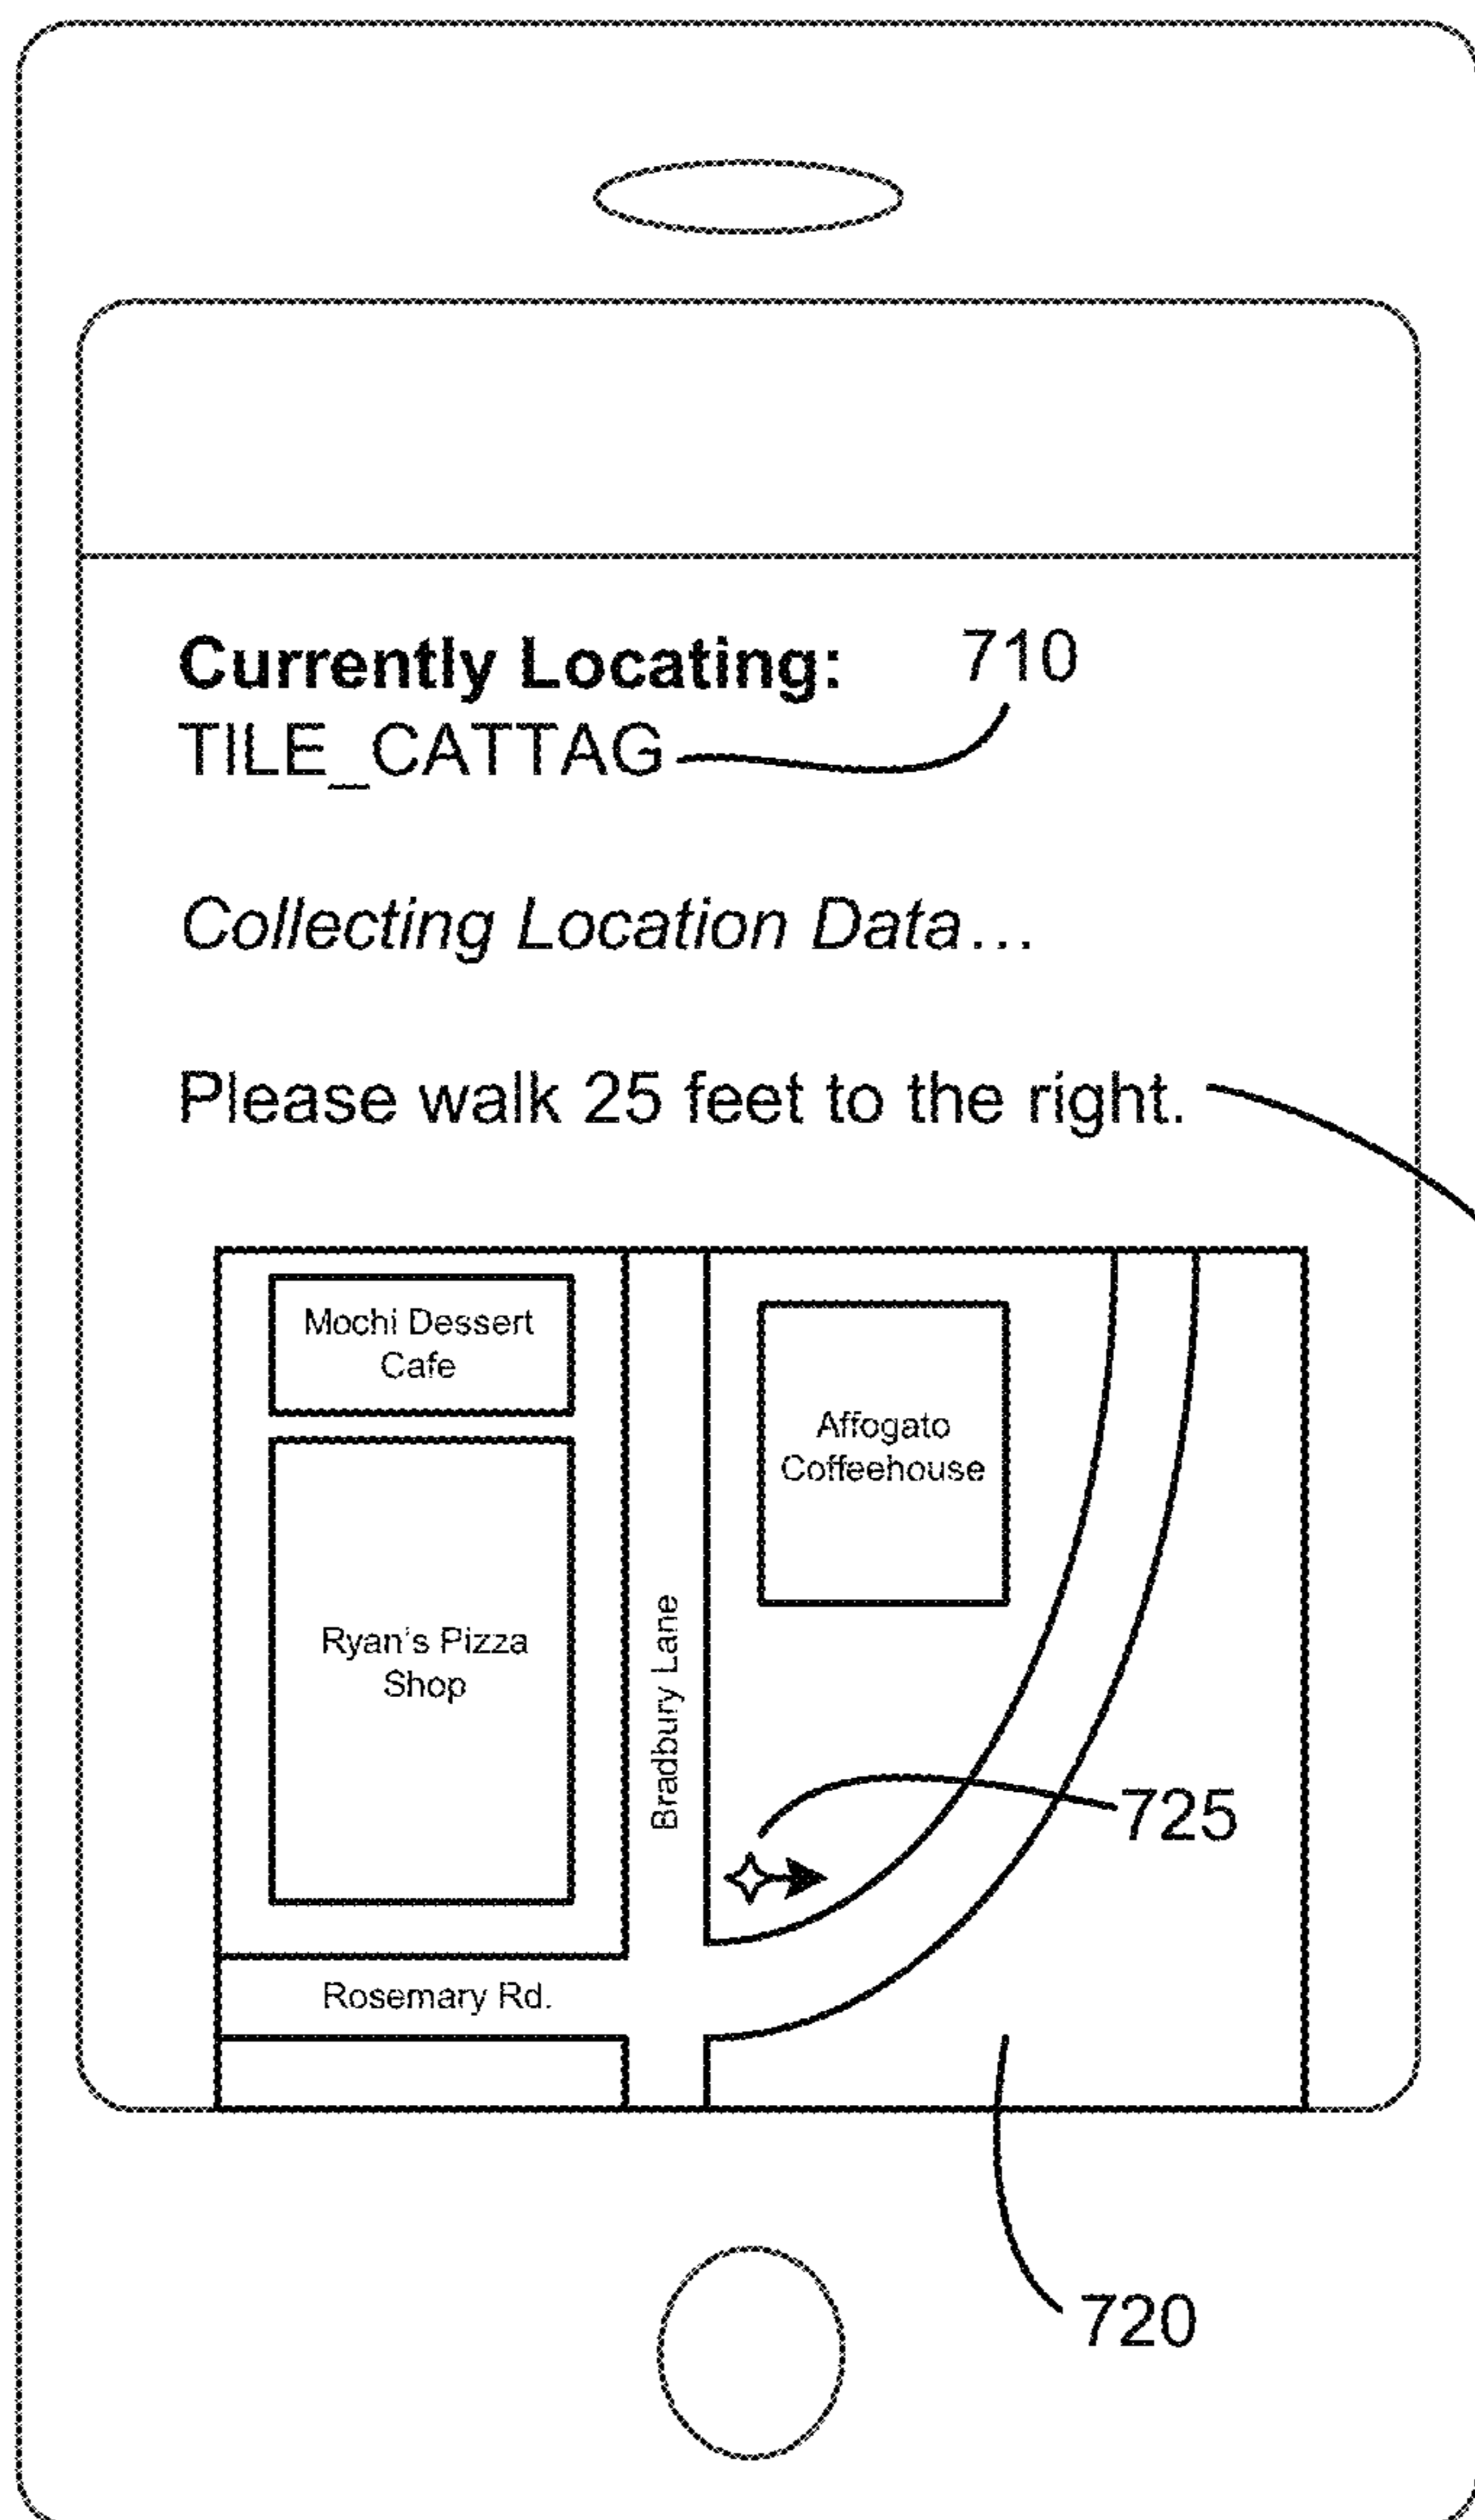 Currently Locating:
710
TILE_CATTAG
Collecting Location Data...
Please walk 25 feet to the right.
Mochi Dessert
Cafe
Affogato
Coffeehouse
Ryan's Pizza
Shop
Bradbury Lane
725
Rosemary Rd.
720